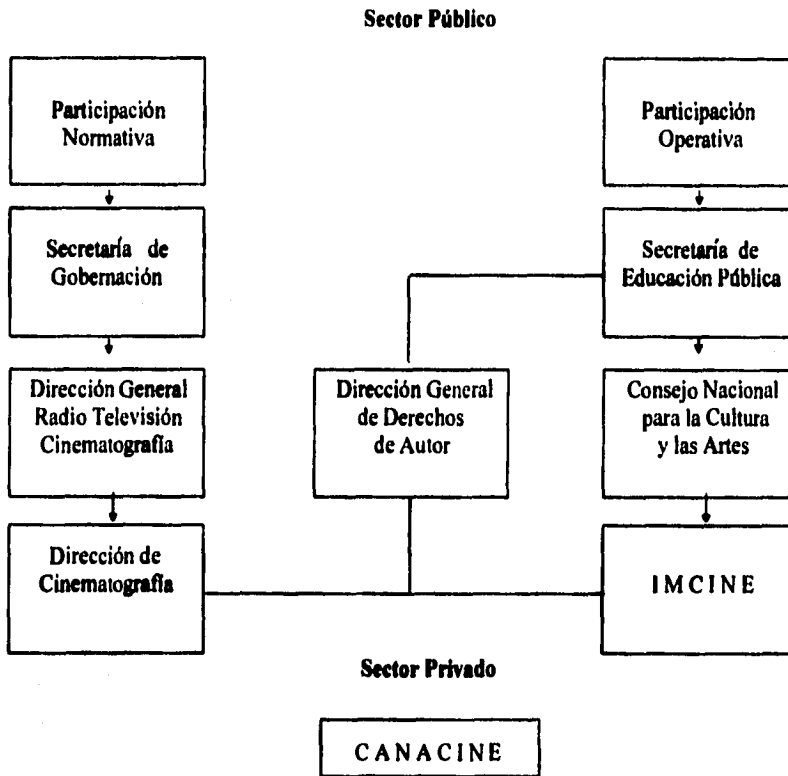 Sector Público
Participación
Normativa
Participación
Operativa
Secretaría de
Gobernación
Secretaría de
Educación Pública
Dirección General
Radio Televisión
Cinematografía
Dirección General
de Derechos
de Autor
Consejo Nacional
para la Cultura
y las Artes
Dirección de
Cinematografía
IMCINE
Sector Privado
CANACINE